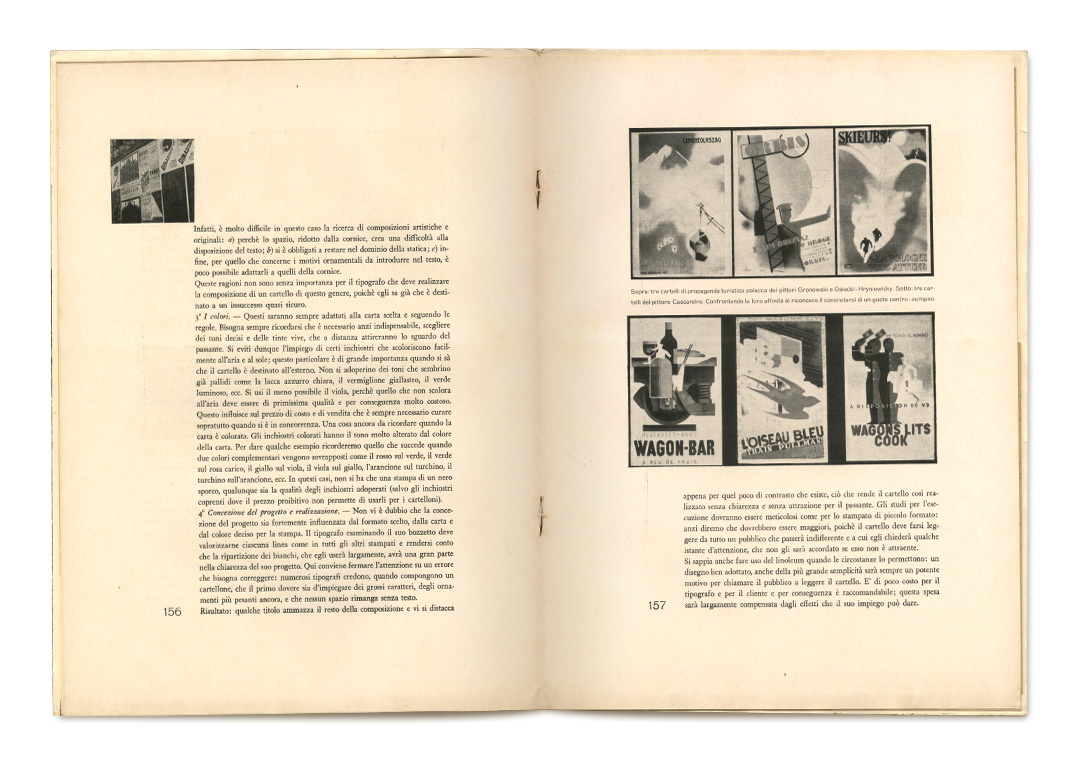 Infatti, è molto difficile in questo caso la ricerca di composizioni artistiche e
originali: a) perchè lo spazio, ridotto dalla cornice, crea una difficoltà alla
disposizione del testo; b) si è obbligati a restare nel dominio della statica; c) in-
fine, per quello che concerne i motivi ornamentali da introdurre nel testo, è
poco possibile adattarli a quelli della cornice.
Queste ragioni non sono senza importanza per il tipografo che deve realizzare
la composizione di un cartello di questo genere, poichè egli sa già che è desti-
nato a un insuccesso quasi sicuro.
3° I colori. — Questi saranno sempre adattati alla carta scelta e seguendo le
regole. Bisogna sempre ricordarsi che è necessario anzi indispensabile, scegliere
dei toni decisi e delle tinte vive, che a distanza attireranno lo sguardo del
passante. Si eviti dunque l'impiego di certi inchiostri che scoloriscono facil-
mente all'aria e al sole; questo particolare è di grande importanza quando si sà
che il cartello è destinato all'esterno. Non si adoperino dei toni che sembrino
già pallidi come la lacca azzurro chiara, il vermiglione giallastro, il verde
luminoso, ecc. Si usi il meno possibile il viola, perchè quello che non scolora
all'aria deve essere di primissima qualità e per conseguenza molto costoso.
Questo influisce sul prezzo di costo e di vendita che è sempre necessario curare
sopratutto quando si è in concorrenza. Una cosa ancora da ricordare quando la
carta è colorata. Gli inchiostri colorati hanno il tono molto alterato dal colore
della carta. Per dare qualche esempio ricorderemo quello che succede quando
due colori complementari vengono sovrapposti come il rosso sul verde, il verde
sul rosa carico, il giallo sul viola, il viola sul giallo, l'arancione sul turchino, il
turchino sull'arancione, ecc. In questi casi, non si ha che una stampa di un nero
sporco, qualunque sia la qualità degli inchiostri adoperati (salvo gli inchiostri
coprenti dove il prezzo proibitivo non permette di usarli per i cartelloni).
4° Concezione del progetto e realizzazione. — Non vi è dubbio che la conce-
zione del progetto sia fortemente influenzata dal formato scelto, dalla carta e
dal colore deciso per la stampa. Il tipografo esaminando il suo bozzetto deve
valorizzarne ciascuna linea come in tutti gli altri stampati e rendersi conto
che la ripartizione dei bianchi, che egli userà largamente, avrà una gran parte
nella chiarezza del suo progetto. Qui conviene fermare l'attenzione su un errore
che bisogna correggere: numerosi tipografi credono, quando compongono un
cartellone, che il primo dovere sia d'impiegare dei grossi caratteri, degli orna-
menti più pesanti ancora, e che nessun spazio rimanga senza testo.
Risultato: qualche titolo ammazza il resto della composizione e vi si distacca
156
ORBIS
SKIEURS!
Sopra: tre cartelli di propaganda turistica polacca dei pittori Gronowski e Osiecki-Hryniewicky. Sotto: tre car-
telli del pittore Cassandre. Confrontando le loro affinità si riconosce il concretarsi di un gusto centro-europeo.
RESTAUREZ-VOUS
WAGON-BAR
A PEU DE FRAIS
L'OISEAU BLEU
TRAIN PULLMAN
WAGONS LITS
COOK
appena per quel poco di contrasto che esiste, ciò che rende il cartello così rea-
lizzato senza chiarezza e senza attrazione per il passante. Gli studi per l'ese-
cuzione dovranno essere meticolosi come per lo stampato di piccolo formato:
anzi diremo che dovrebbero essere maggiori, poichè il cartello deve farsi leg-
gere da tutto un pubblico che passerà indifferente e a cui egli chiederà qualche
istante d'attenzione, che non gli sarà accordato se esso non è attraente.
Si sappia anche fare uso del linoleum quando le circostanze lo permettono: un
disegno ben adottato, anche della più grande semplicità sarà sempre un potente
motivo per chiamare il pubblico a leggere il cartello. E' di poco costo per il
tipografo e per il cliente e per conseguenza è raccomandabile; questa spesa
sarà largamente compensata dagli effetti che il suo impiego può dare.
157